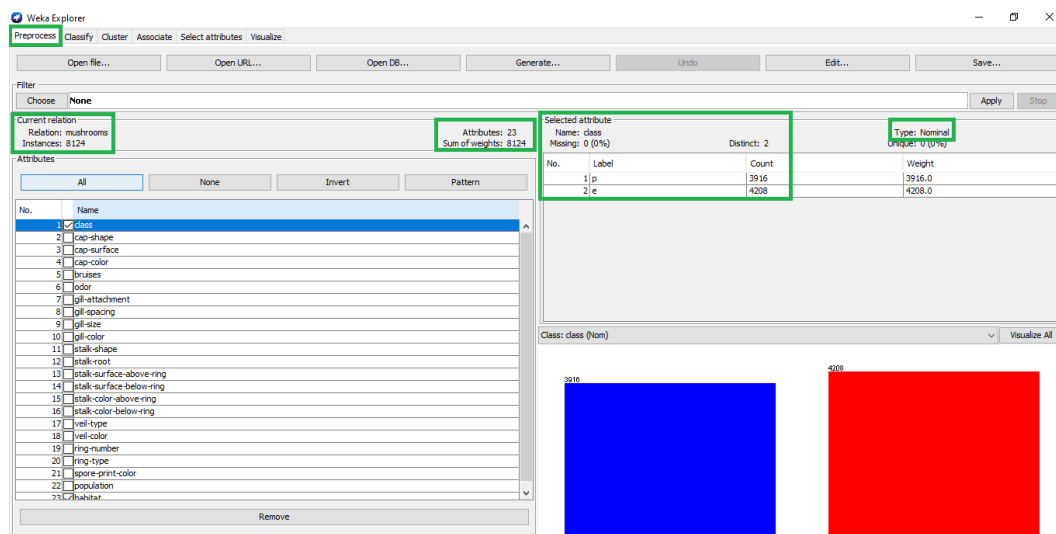 Weka Explorer
Preprocess Classify Cluster Associate Select attributes Visualize
Open file... Open URL... Open DB... Generate... Undo Edit... Save...
Filter
Choose None Apply Stop
Current relation
Relation: mushrooms Attributes: 23
Instances: 8124 Sum of weights: 8124
Selected attribute
Name: class Type: Nominal
Missing: 0 (0%) Distinct: 2 Unique: 0 (0%)
No. Label Count Weight
1 p 3916 3916.0
2 e 4208 4208.0
Attributes
All None Invert Pattern
No. Name
1 class
2 cap-shape
3 cap-surface
4 cap-color
5 bruises
6 odor
7 gill-attachment
8 gill-spacing
9 gill-size
10 gill-color
11 stalk-shape
12 stalk-root
13 stalk-surface-above-ring
14 stalk-surface-below-ring
15 stalk-color-above-ring
16 stalk-color-below-ring
17 veil-type
18 veil-color
19 ring-number
20 ring-type
21 spore-print-color
22 population
23 habitat
Remove
Class: class (Nom) Visualize All
3916
4208